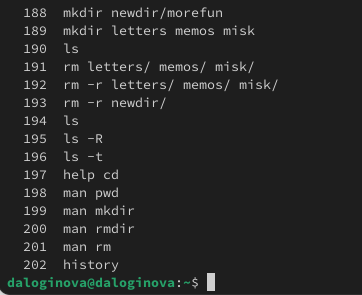 188 mkdir newdir/morefun
189 mkdir letters memos misk
190 ls
191 rm letters/ memos/ misk/
192 rm -r letters/ memos/ misk/
193 rm -r newdir/
194 ls
195 ls -R
196 ls -t
197 help cd
198 man pwd
199 man mkdir
200 man rmdir
201 man rm
202 history
daloginova@daloginova:~$